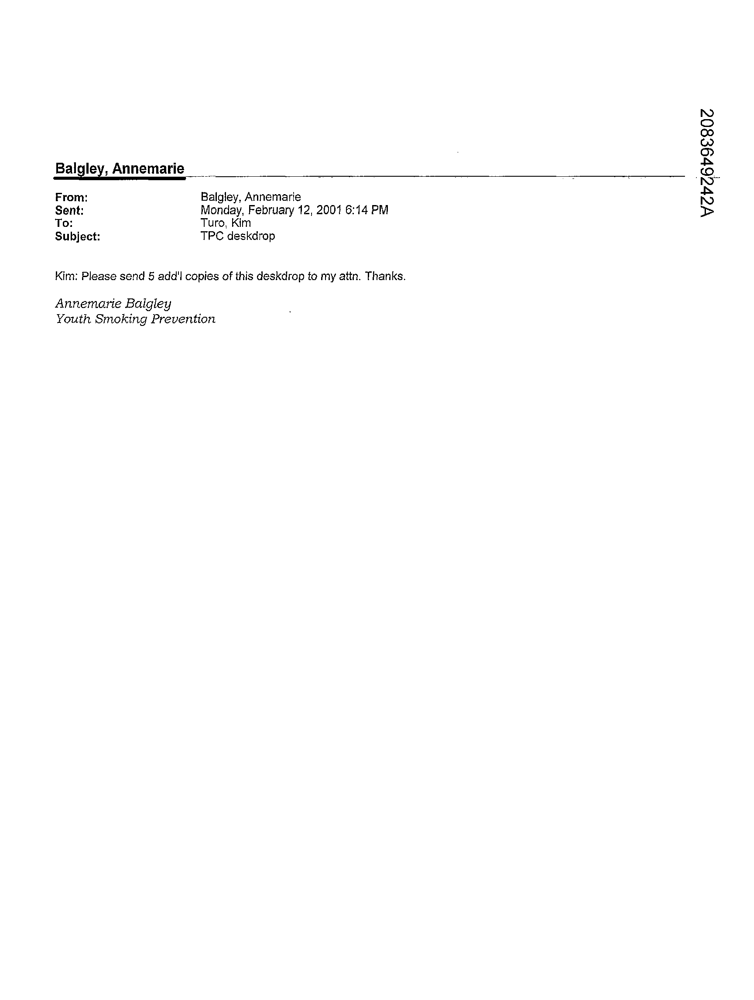 2083649242A
Balgley, Annemarie
From: Balgley, Annemarie
Sent: Monday, February 12, 2001 6:14 PM
To: Turo, Kim
Subject: TPC deskdrop
Kim: Please send 5 add'l copies of this deskdrop to my attn. Thanks.
Annemarie Balgley
Youth Smoking Prevention